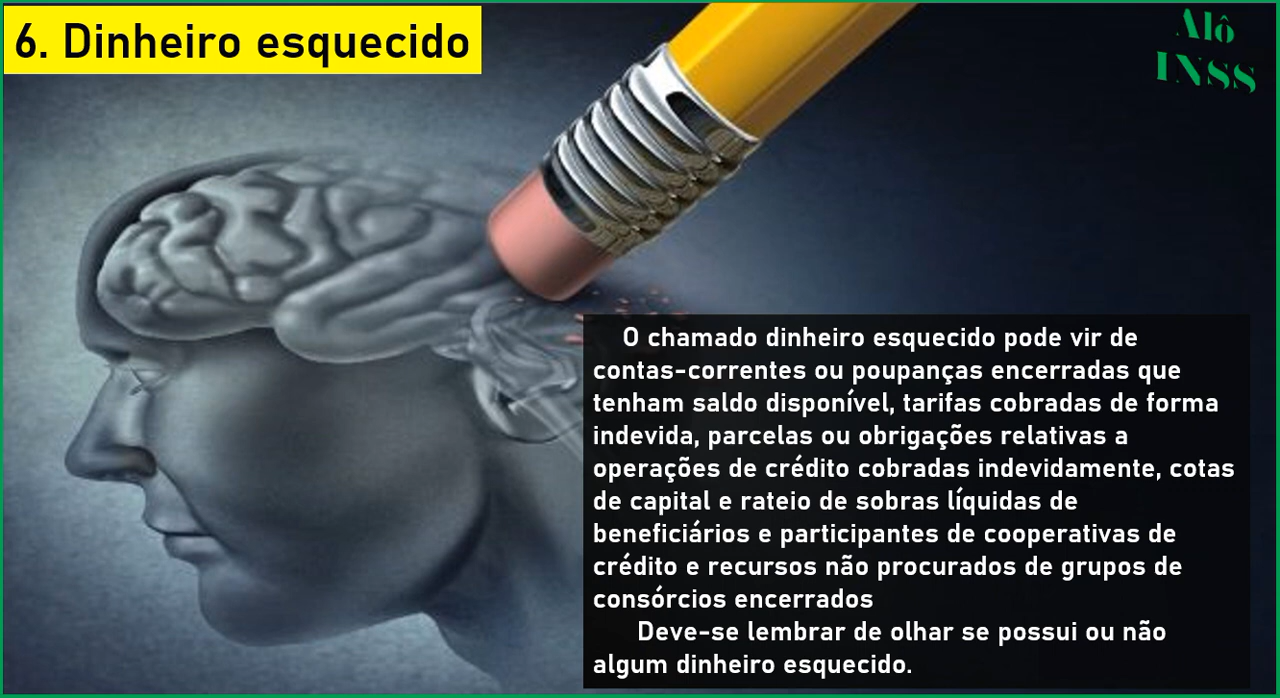 6. Dinheiro esquecido
Alô
INSS
O chamado dinheiro esquecido pode vir de
contas-correntes ou poupanças encerradas que
tenham saldo disponível, tarifas cobradas de forma
indevida, parcelas ou obrigações relativas a
operações de crédito cobradas indevidamente, cotas
de capital e rateio de sobras líquidas de
beneficiários e participantes de cooperativas de
crédito e recursos não procurados de grupos de
consórcios encerrados
Deve-se lembrar de olhar se possui ou não
algum dinheiro esquecido.